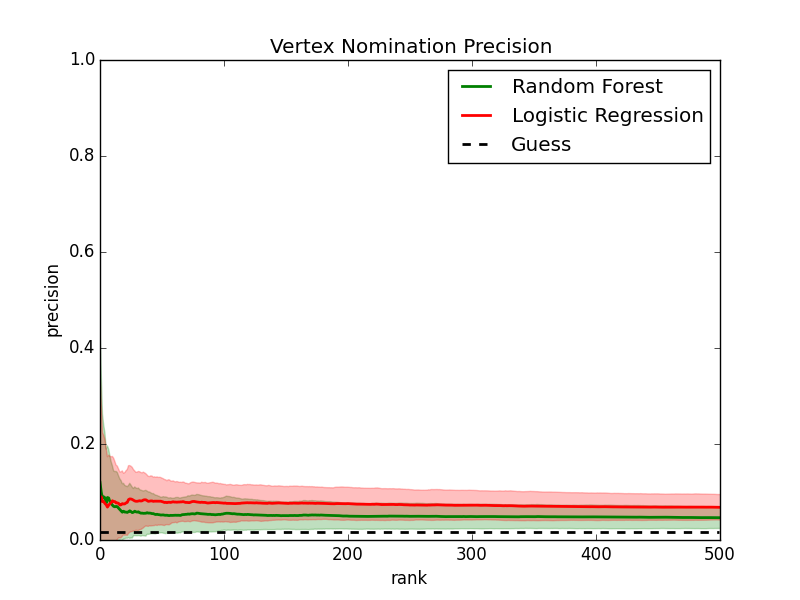 Vertex Nomination Precision
1.0
0.8
0.6
0.4
0.2
0.0
precision
Random Forest
Logistic Regression
Guess
0
100
200
300
400
500
rank